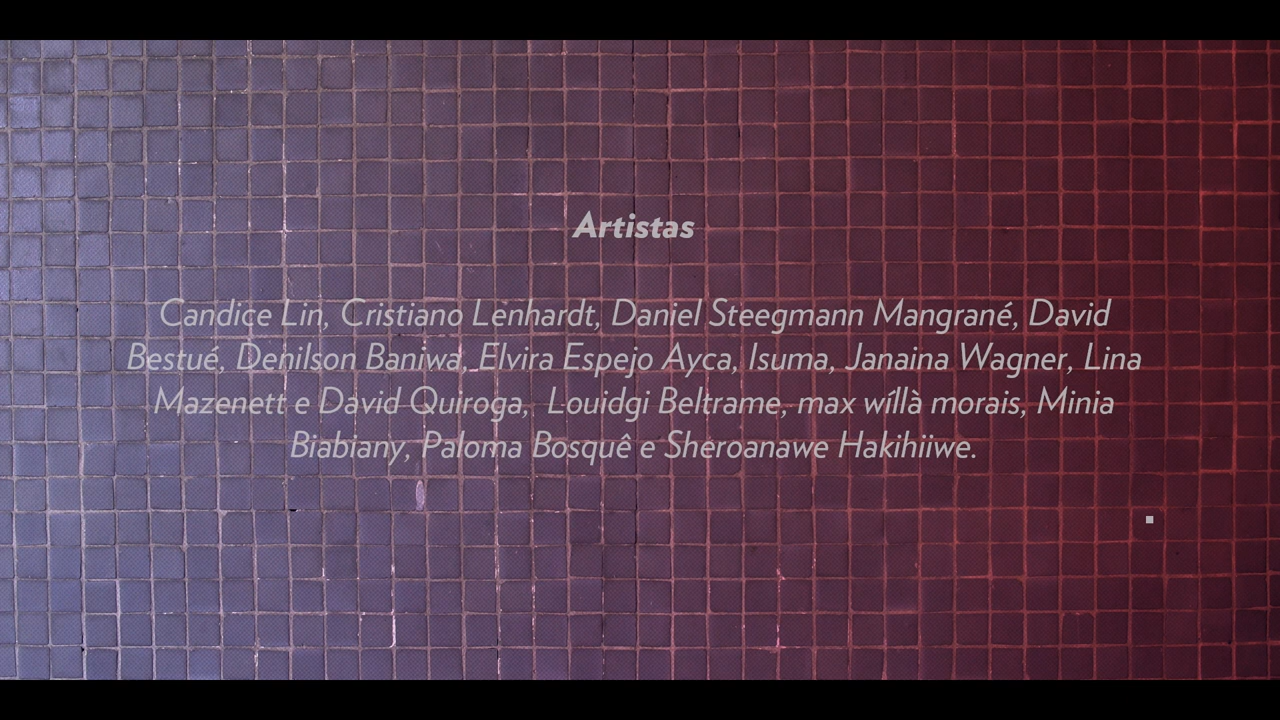 Artistas
Candice Lin, Cristiano Lenhardt, Daniel Steegmann Mangrané, David
Bestué, Denilson Baniwa, Elvira Espejo Ayca, Isuma, Janaina Wagner, Lina
Mazenett e David Quiroga,  Louidgi Beltrame, max wíllà morais, Minia
Biabiany, Paloma Bosquê e Sheroanawe Hakihiiwe.